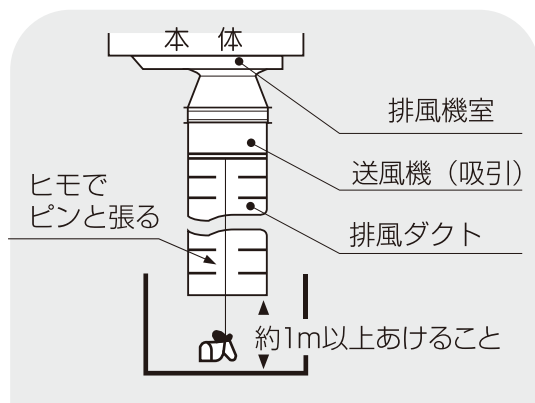 本 体
排風機室
送風機（吸引）
ヒモで
ピンと張る
排風ダクト
約1m以上あけること